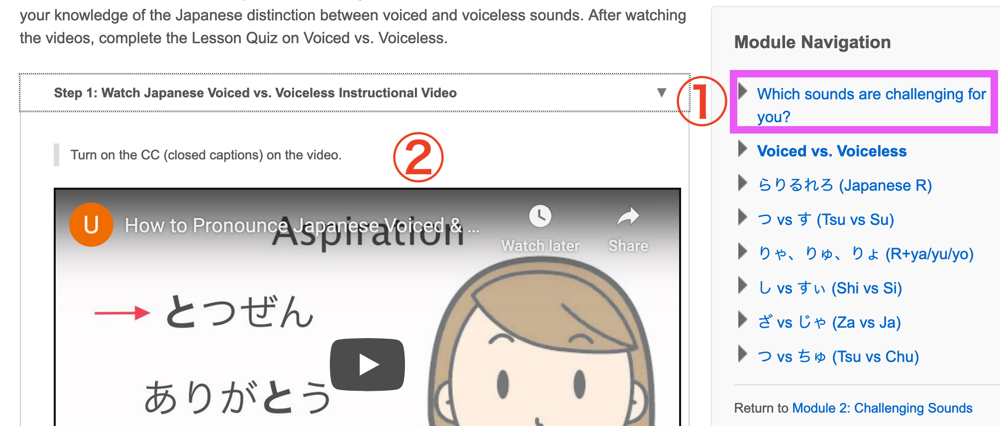 your knowledge of the Japanese distinction between voiced and voiceless sounds. After watching
the videos, complete the Lesson Quiz on Voiced vs. Voiceless.
Step 1: Watch Japanese Voiced vs. Voiceless Instructional Video ▼
①
Turn on the CC (closed captions) on the video.
②
U
How to Pronounce Japanese Voiced & ...
Watch later
Share
Aspiration
とつぜん
ありがとう
Module Navigation
Which sounds are challenging for
you?
Voiced vs. Voiceless
らりるれろ (Japanese R)
つ vs す (Tsu vs Su)
りゃ、りゅ、りょ (R+ya/yu/yo)
し vs すぃ (Shi vs Si)
ざ vs じゃ (Za vs Ja)
つ vs ちゅ (Tsu vs Chu)
Return to Module 2: Challenging Sounds